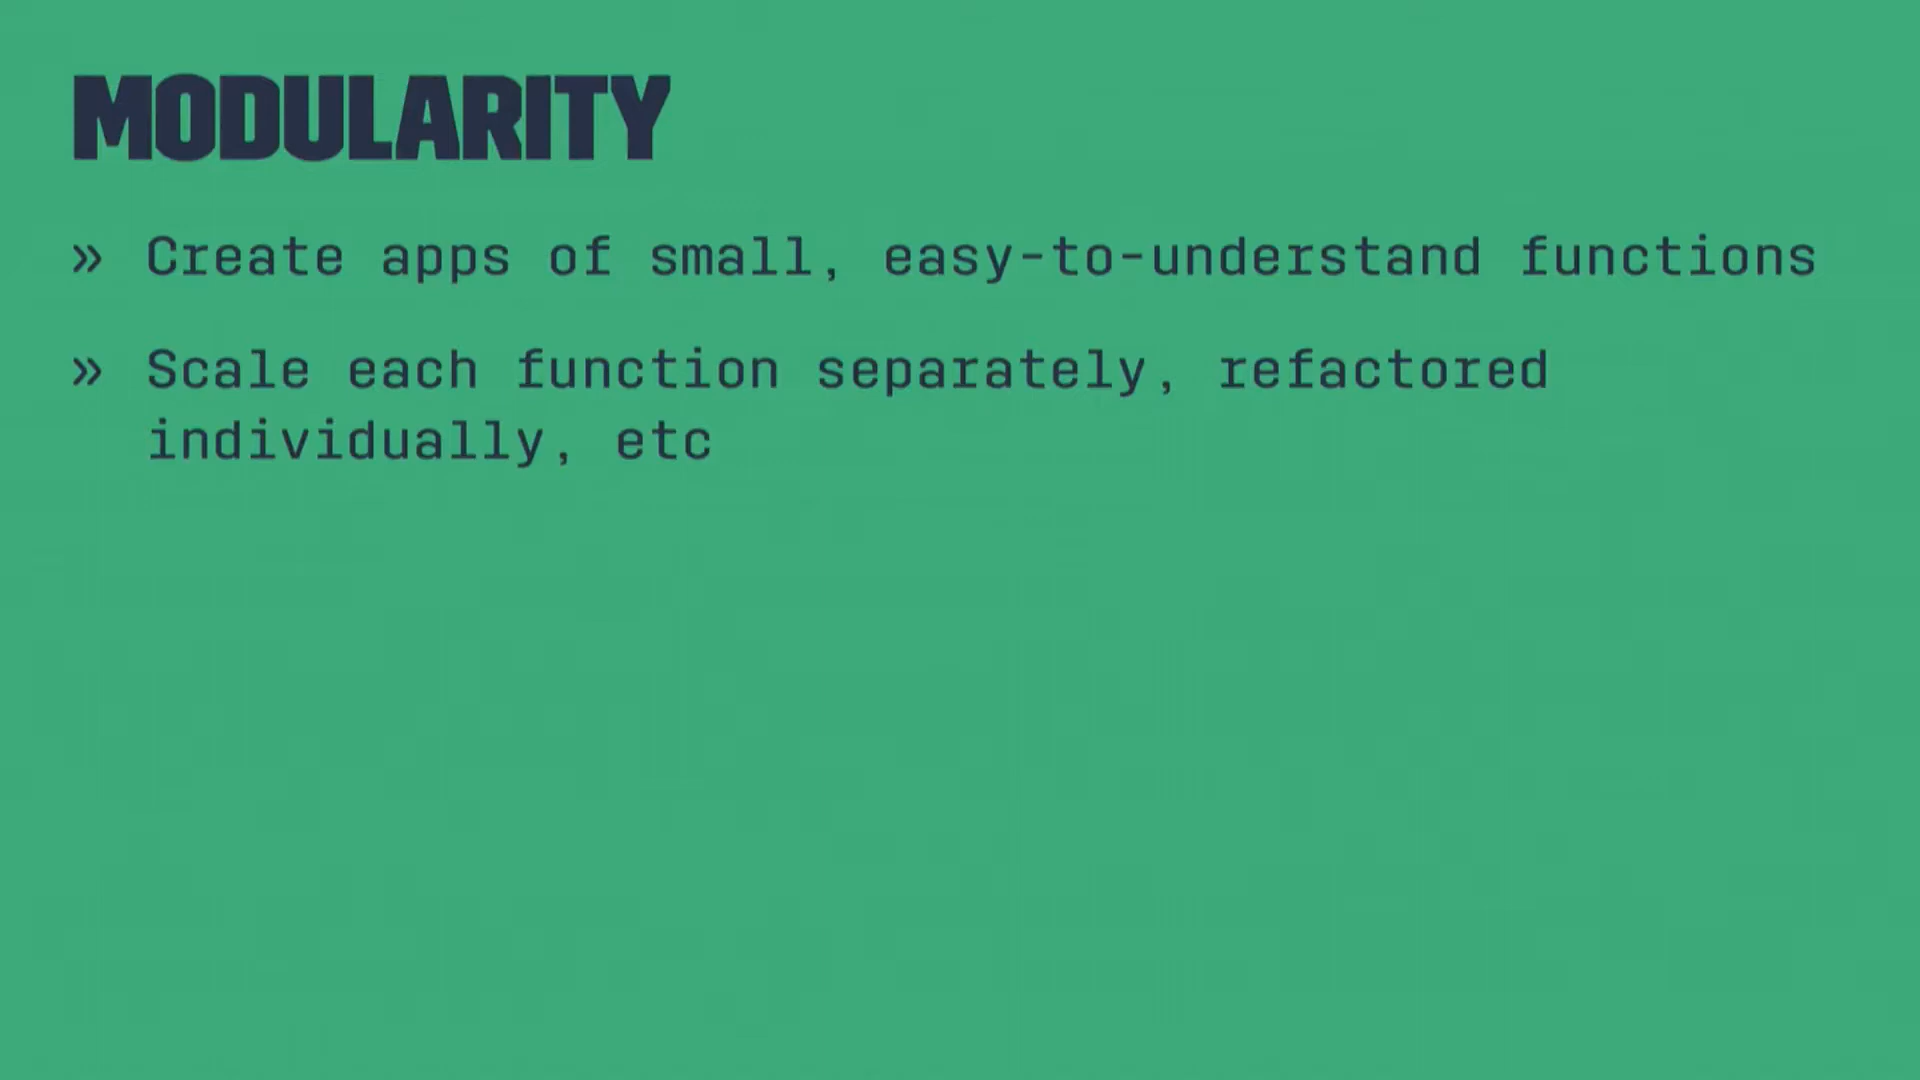 MODULARITY
» Create apps of small, easy-to-understand functions
» Scale each function separately, refactored
individually, etc